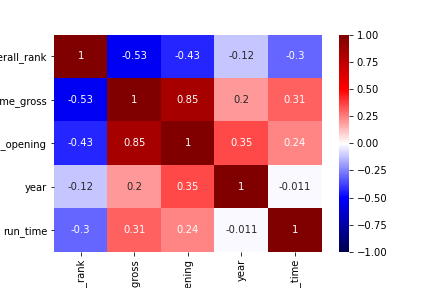 erall_rank 1 -0.53 -0.43 -0.12 -0.3
me_gross -0.53 1 0.85 0.2 0.31
_opening -0.43 0.85 1 0.35 0.24
year -0.12 0.2 0.35 1 -0.011
run_time -0.3 0.31 0.24 -0.011 1
_rank
gross
ening
year
_time
1.00
0.75
0.50
0.25
0.00
−0.25
−0.50
−0.75
−1.00